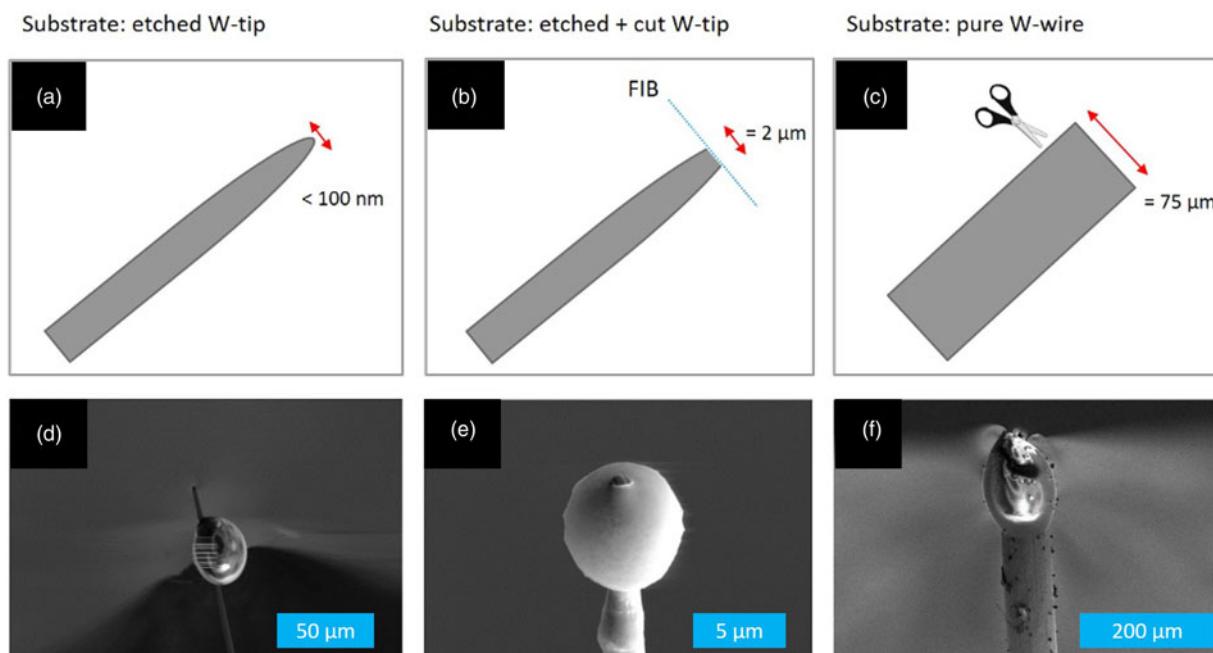 Substrate: etched W-tip
Substrate: etched + cut W-tip
Substrate: pure W-wire
(a)
< 100 nm
(b)
FIB
= 2 μm
(c)
= 75 μm
(d)
50 μm
(e)
5 μm
(f)
200 μm